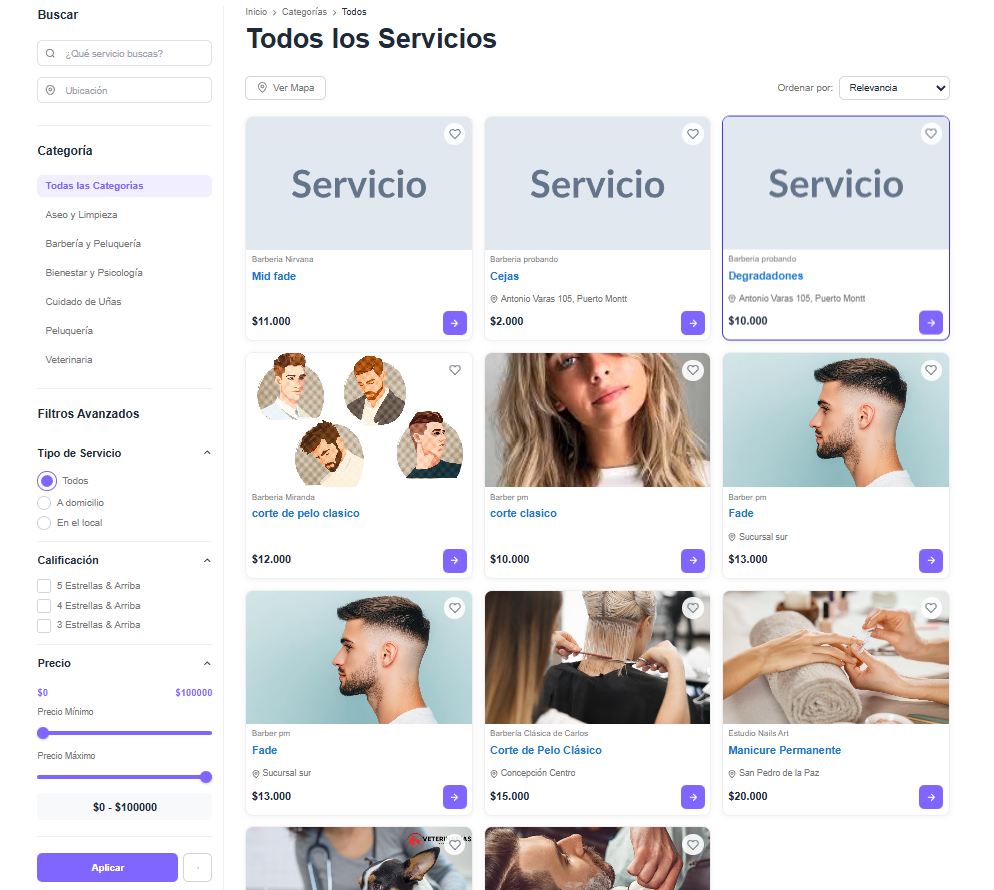 Buscar
¿Qué servicio buscas?
Ubicación
Categoría
Todas las Categorías
Aseo y Limpieza
Barbería y Peluquería
Bienestar y Psicología
Cuidado de Uñas
Peluquería
Veterinaria
Filtros Avanzados
Tipo de Servicio
Todos
A domicilio
En el local
Calificación
5 Estrellas & Arriba
4 Estrellas & Arriba
3 Estrellas & Arriba
Precio
$0 $100000
Precio Mínimo
Precio Máximo
$0 - $100000
Aplicar
Inicio > Categorías > Todos
Todos los Servicios
Ver Mapa
Ordenar por: Relevancia
Servicio
Barberia Nirvana
Mid fade
$11.000
Servicio
Barberia probando
Cejas
Antonio Varas 105, Puerto Montt
$2.000
Servicio
Barberia probando
Degradadones
Antonio Varas 105, Puerto Montt
$10.000
Barberia Miranda
corte de pelo clasico
$12.000
Barber pm
corte clasico
$10.000
Barber pm
Fade
Sucursal sur
$13.000
Barber pm
Fade
Sucursal sur
$13.000
Barbería Clásica de Carlos
Corte de Pelo Clásico
Concepción Centro
$15.000
Estudio Nails Art
Manicure Permanente
San Pedro de la Paz
$20.000